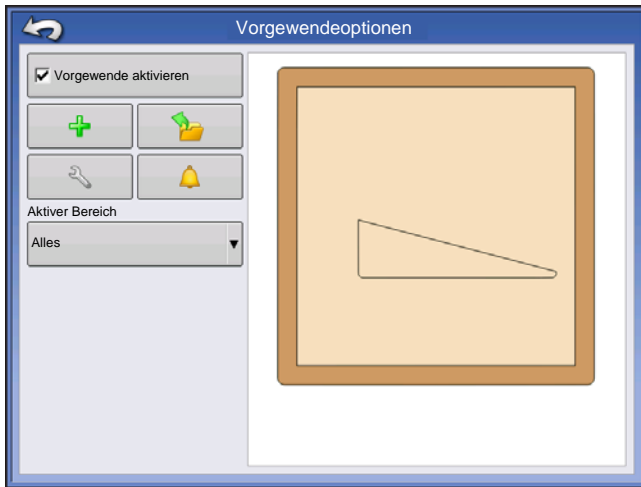 Vorgewendeoptionen
Vorgewende aktivieren
Aktiver Bereich
Alles